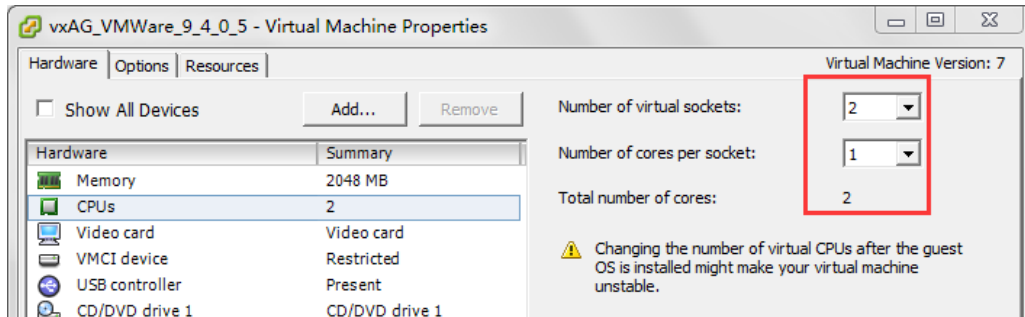 vxAG_VMWare_9_4_0_5 - Virtual Machine Properties
Hardware Options Resources
Virtual Machine Version: 7
Show All Devices
Add...
Remove
Hardware Summary
Memory 2048 MB
CPUs 2
Video card Video card
VMCI device Restricted
USB controller Present
CD/DVD drive 1 CD/DVD drive 1
Number of virtual sockets: 2
Number of cores per socket: 1
Total number of cores: 2
Changing the number of virtual CPUs after the guest
OS is installed might make your virtual machine
unstable.